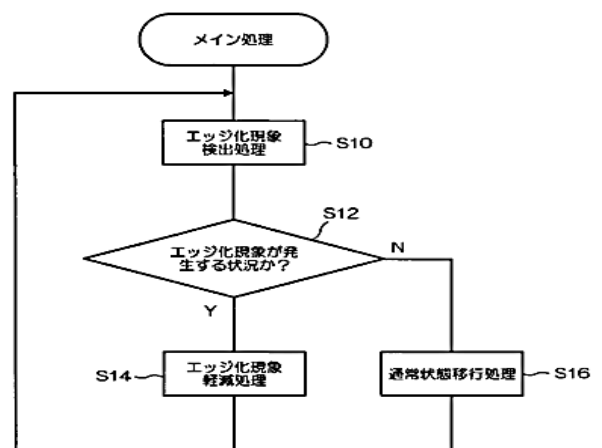 メイン処理
エッジ化現象
検出処理
S10
S12
エッジ化現象が発
生する状況か?
N
Y
S14
エッジ化現象
軽減処理
通常状態移行処理
S16